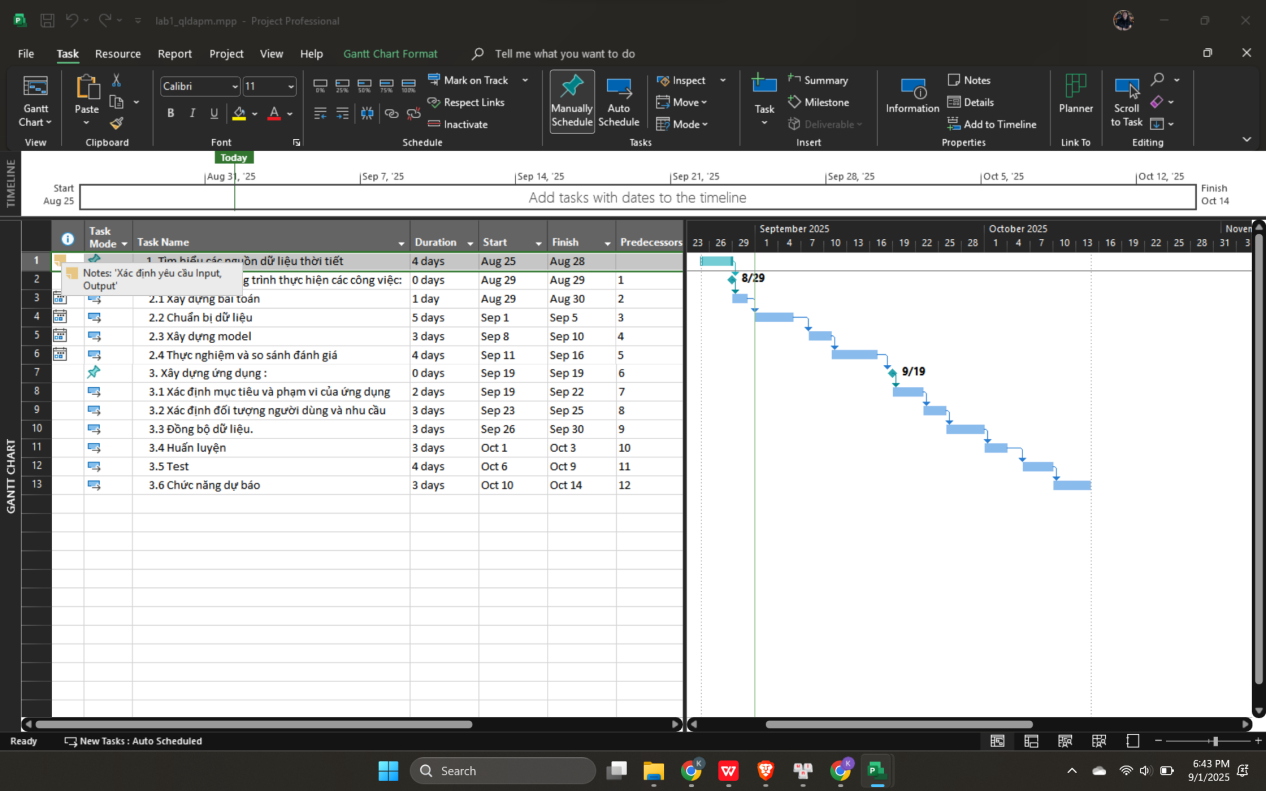 lab1_qldapm.mpp - Project Professional
File Task Resource Report Project View Help Gantt Chart Format Tell me what you want to do
Gantt Chart
View
Paste
Clipboard
Calibri 11
B I U A
Font
0% 25% 50% 75% 100%
Mark on Track
Respect Links
Inactivate
Schedule
Manually Schedule
Auto Schedule
Inspect
Move
Mode
Tasks
Task
Summary
Milestone
Deliverable
Insert
Information
Notes
Details
Add to Timeline
Properties
Planner
Link To
Scroll to Task
Editing
TIMELINE
Today
Aug 31, '25 Sep 7, '25 Sep 14, '25 Sep 21, '25 Sep 28, '25 Oct 5, '25 Oct 12, '25
Start
Aug 25
Add tasks with dates to the timeline
Finish
Oct 14
GANTT CHART
Task Mode Task Name Duration Start Finish Predecessors
September 2025 October 2025 Novem
23 26 29 1 4 7 10 13 16 19 22 25 28 1 4 7 10 13 16 19 22 25 28 31 3
1 1. Tìm hiểu các nguồn dữ liệu thời tiết 4 days Aug 25 Aug 28
Notes: 'Xác định yêu cầu Input,
Output'
2 g trình thực hiện các công việc: 0 days Aug 29 Aug 29 1
3 2.1 Xây dựng bài toán 1 day Aug 29 Aug 30 2
4 2.2 Chuẩn bị dữ liệu 5 days Sep 1 Sep 5 3
5 2.3 Xây dựng model 3 days Sep 8 Sep 10 4
6 2.4 Thực nghiệm và so sánh đánh giá 4 days Sep 11 Sep 16 5
7 3. Xây dựng ứng dụng : 0 days Sep 19 Sep 19 6
8 3.1 Xác định mục tiêu và phạm vi của ứng dụng 2 days Sep 19 Sep 22 7
9 3.2 Xác định đối tượng người dùng và nhu cầu 3 days Sep 23 Sep 25 8
10 3.3 Đồng bộ dữ liệu. 3 days Sep 26 Sep 30 9
11 3.4 Huấn luyện 3 days Oct 1 Oct 3 10
12 3.5 Test 4 days Oct 6 Oct 9 11
13 3.6 Chức năng dự báo 3 days Oct 10 Oct 14 12
8/29
9/19
Ready New Tasks : Auto Scheduled
Search
6:43 PM
9/1/2025